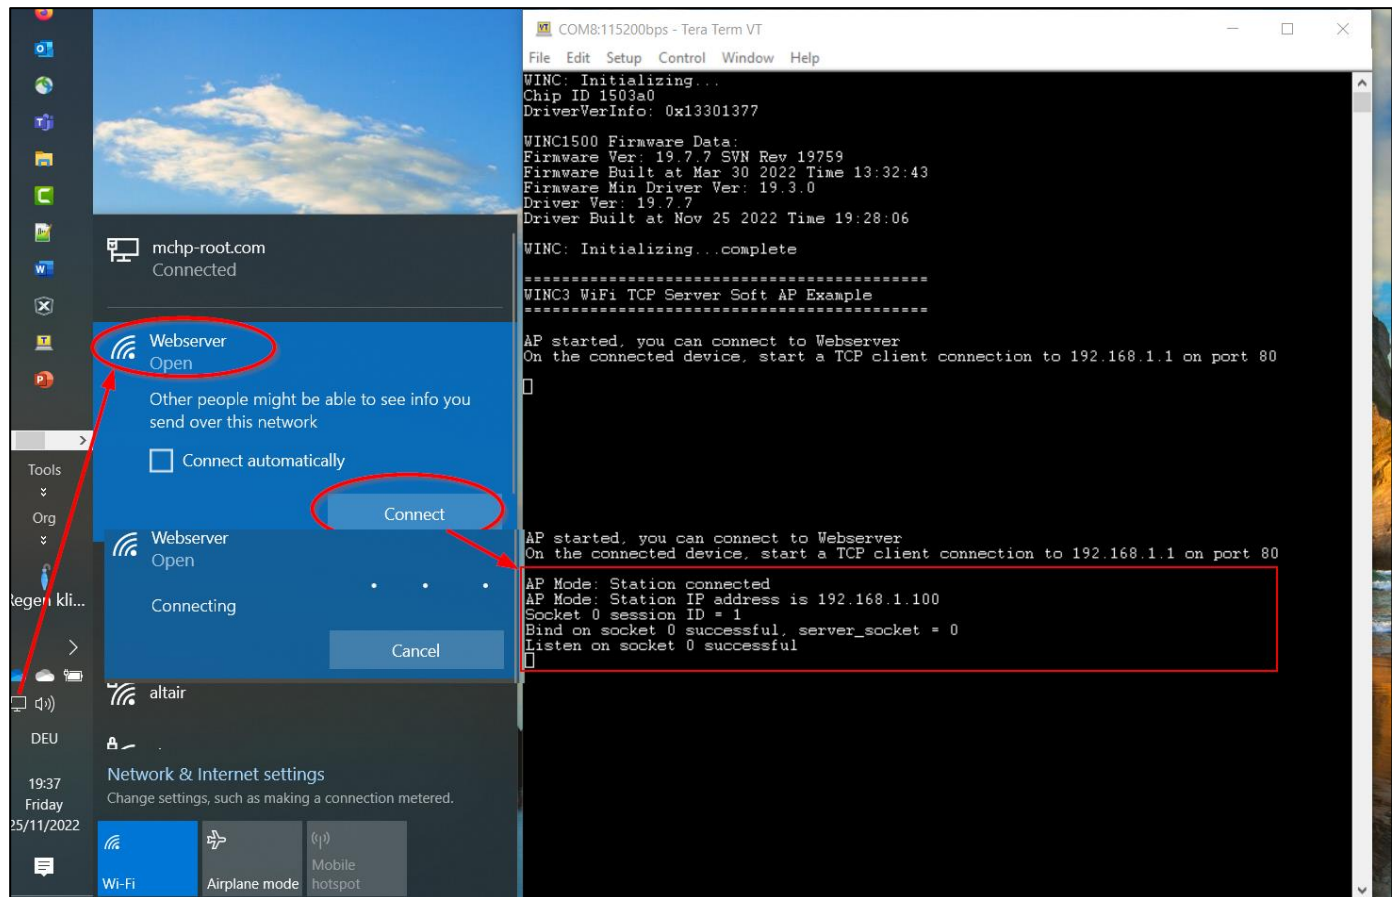 COM8:115200bps - Tera Term VT
File Edit Setup Control Window Help
WINC: Initializing...
Chip ID 1503a0
DriverVerInfo: 0x13301377
WINC1500 Firmware Data:
Firmware Ver: 19.7.7 SVN Rev 19759
Firmware Built at Mar 30 2022 Time 13:32:43
Firmware Min Driver Ver: 19.3.0
Driver Ver: 19.7.7
Driver Built at Nov 25 2022 Time 19:28:06
WINC: Initializing...complete
===========================================
WINC3 WiFi TCP Server Soft AP Example
===========================================
AP started, you can connect to Webserver
On the connected device, start a TCP client connection to 192.168.1.1 on port 80
AP started, you can connect to Webserver
On the connected device, start a TCP client connection to 192.168.1.1 on port 80
AP Mode: Station connected
AP Mode: Station IP address is 192.168.1.100
Socket 0 session ID = 1
Bind on socket 0 successful, server_socket = 0
Listen on socket 0 successful
mchp-root.com
Connected
Webserver
Open
Other people might be able to see info you
send over this network
Connect automatically
Connect
Webserver
Open
Connecting
Cancel
altair
Network & Internet settings
Change settings, such as making a connection metered.
Wi-Fi
Airplane mode
Mobile
hotspot
Tools
Org
Regen kli...
DEU
19:37
Friday
25/11/2022